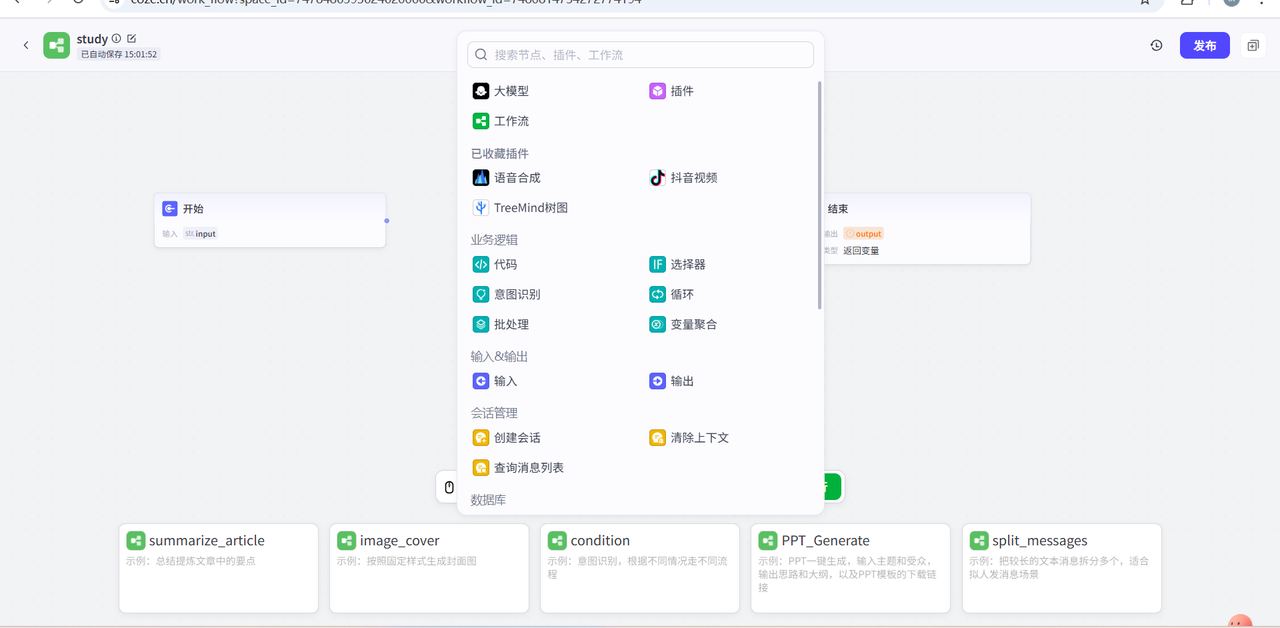 study
已自动保存 15:01:52
发布
搜索节点、插件、工作流
大模型
插件
工作流
已收藏插件
语音合成
抖音视频
TreeMind树图
业务逻辑
代码
IF 选择器
意图识别
循环
批处理
变量聚合
输入&输出
输入
输出
会话管理
创建会话
清除上下文
查询消息列表
数据库
开始
输入 str. input
结束
输出 output
类型 返回变量
summarize_article
示例：总结提炼文章中的要点
image_cover
示例：按照固定样式生成封面图
condition
示例：意图识别，根据不同情况走不同流
程
PPT_Generate
示例：PPT一键生成，输入主题和受众，
输出思路和大纲，以及PPT模板的下载链
接
split_messages
示例：把较长的文本消息拆分多个，适合
拟人发消息场景